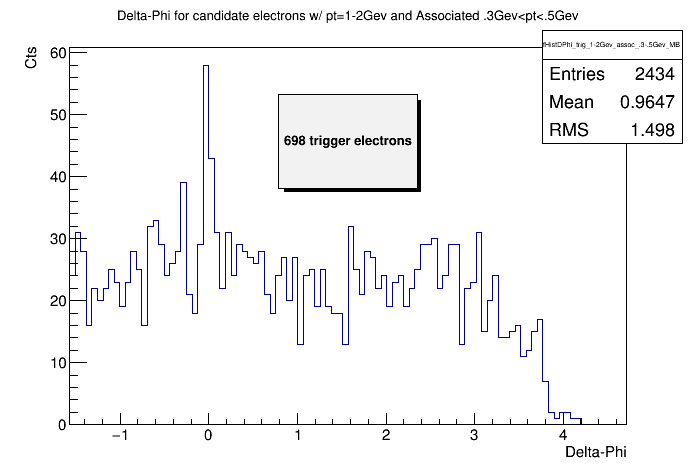 Delta-Phi for candidate electrons w/ pt=1-2Gev and Associated .3Gev<pt<.5Gev
fHistDPhi_trig_1-2Gev_assoc_.3-.5Gev_MB
Entries 2434
Mean 0.9647
RMS 1.498
698 trigger electrons
Cts
60
50
40
30
20
10
0
−1 0 1 2 3 4
Delta-Phi